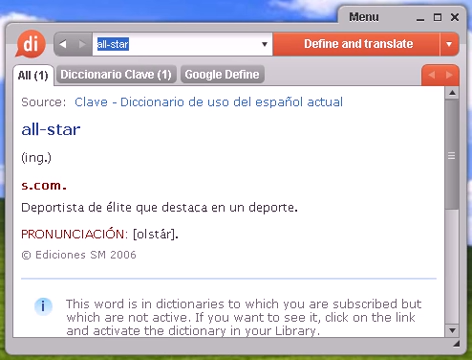 Menu
di
all-star
Define and translate
All (1)
Diccionario Clave (1)
Google Define
Source: Clave - Diccionario de uso del español actual
all-star
(ing.)
s.com.
Deportista de élite que destaca en un deporte.
PRONUNCIACIÓN: [olstár].
© Ediciones SM 2006
i
This word is in dictionaries to which you are subscribed but
which are not active. If you want to see it, click on the link
and activate the dictionary in your Library.